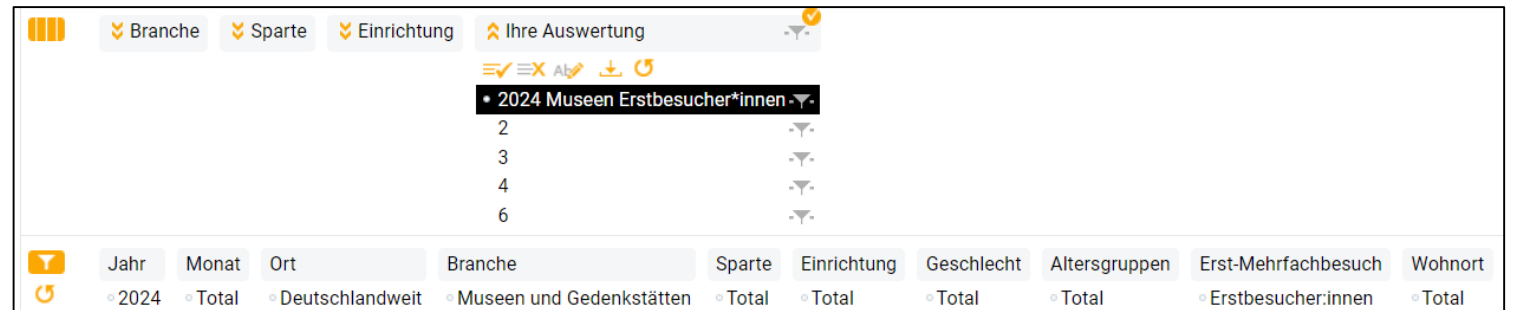 Branche Sparte Einrichtung Ihre Auswertung
Ab
2024 Museen Erstbesucher*innen
2
3
4
6
Jahr Monat Ort Branche Sparte Einrichtung Geschlecht Altersgruppen Erst-Mehrfachbesuch Wohnort
2024 Total Deutschlandweit Museen und Gedenkstätten Total Total Total Total Erstbesucher:innen Total